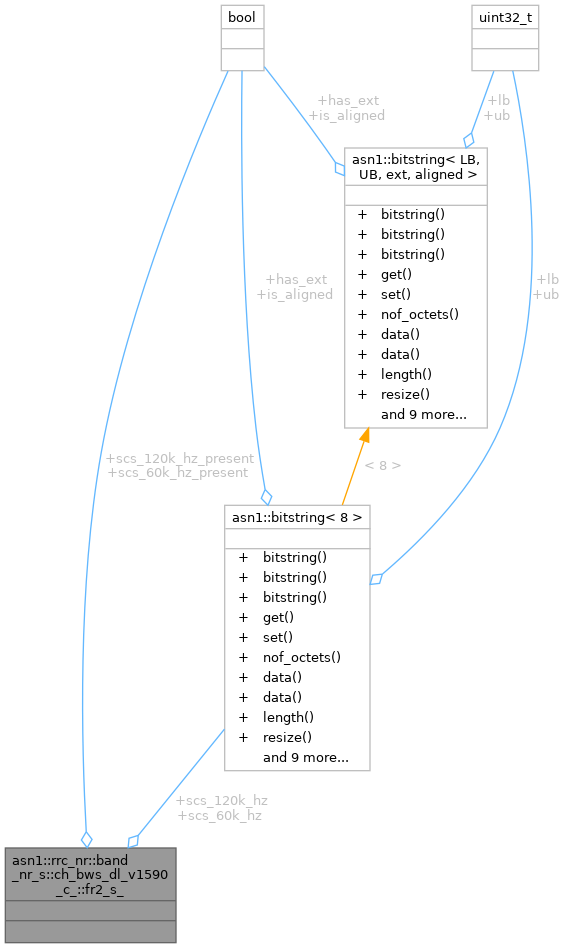 bool
uint32_t
+has_ext
+is_aligned
+lb
+ub
asn1::bitstring< LB,
UB, ext, aligned >
+ bitstring()
+ bitstring()
+ bitstring()
+ get()
+ set()
+ nof_octets()
+ data()
+ data()
+ length()
+ resize()
and 9 more...
+has_ext
+is_aligned
+lb
+ub
+scs_120k_hz_present
+scs_60k_hz_present
< 8 >
asn1::bitstring< 8 >
+ bitstring()
+ bitstring()
+ bitstring()
+ get()
+ set()
+ nof_octets()
+ data()
+ data()
+ length()
+ resize()
and 9 more...
+scs_120k_hz
+scs_60k_hz
asn1::rrc_nr::band
_nr_s::ch_bws_dl_v1590
_c_::fr2_s_